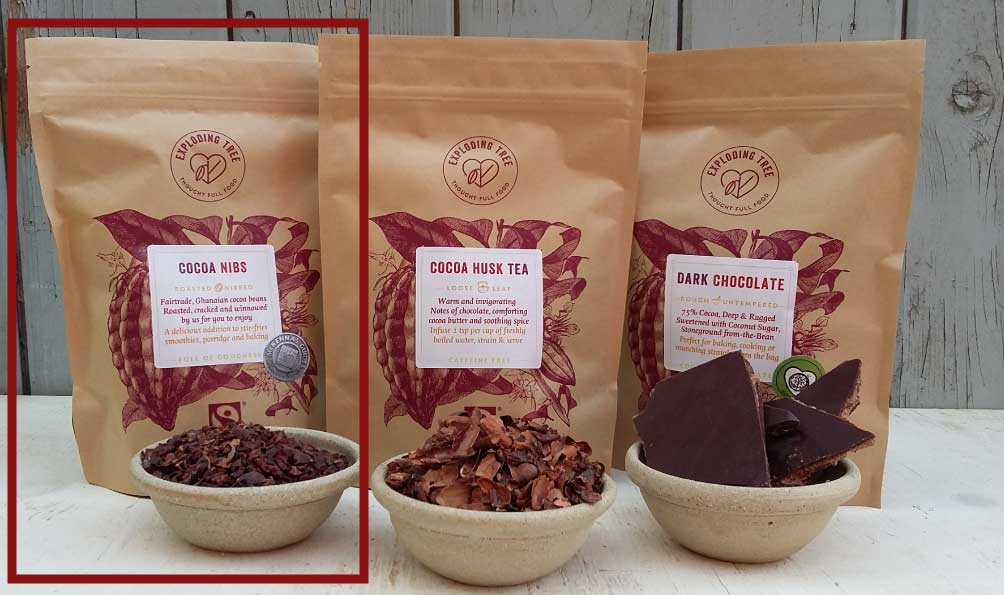 EXPLODING TREE
THOUGHT FULL FOOD
COCOA NIBS
ROASTED NIBBED
Fairtrade, Ghanaian cocoa beans
Roasted, cracked and winnowed
by us for you to enjoy
A delicious addition to stir-fries
smoothies, porridge and baking
FULL OF GOODNESS
EXPLODING TREE
THOUGHT FULL FOOD
COCOA HUSK TEA
LOOSE LEAF
Warm and invigorating
Notes of chocolate, comforting
cocoa butter and soothing spice
Infuse 2 tsp per cup of freshly
boiled water, strain & serve
CAFFEINE FREE
EXPLODING TREE
THOUGHT FULL FOOD
DARK CHOCOLATE
ROUGH UNTEMPERED
75% Cocoa, Deep & Rugged
Sweetened with Coconut Sugar,
Stoneground from-the-Bean
Perfect for baking, cooking or
munching straight from the bag